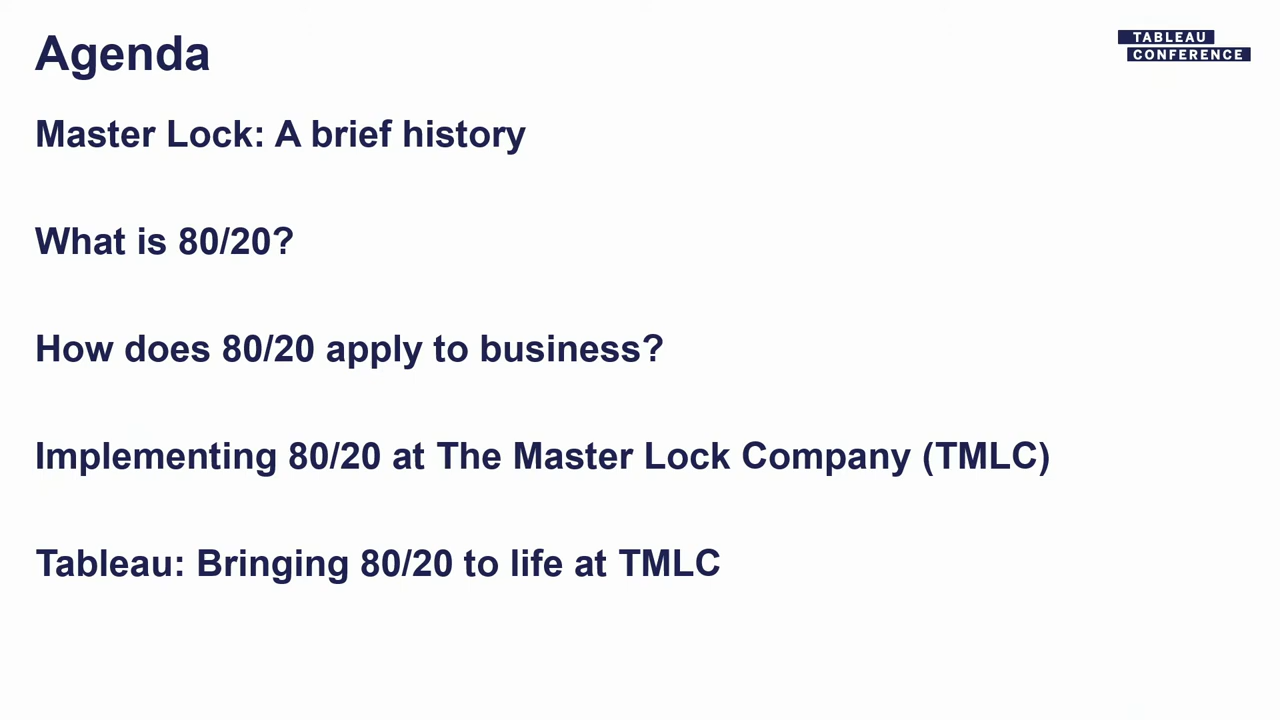 Agenda
TABLEAU
CONFERENCE
Master Lock: A brief history
What is 80/20?
How does 80/20 apply to business?
Implementing 80/20 at The Master Lock Company (TMLC)
Tableau: Bringing 80/20 to life at TMLC